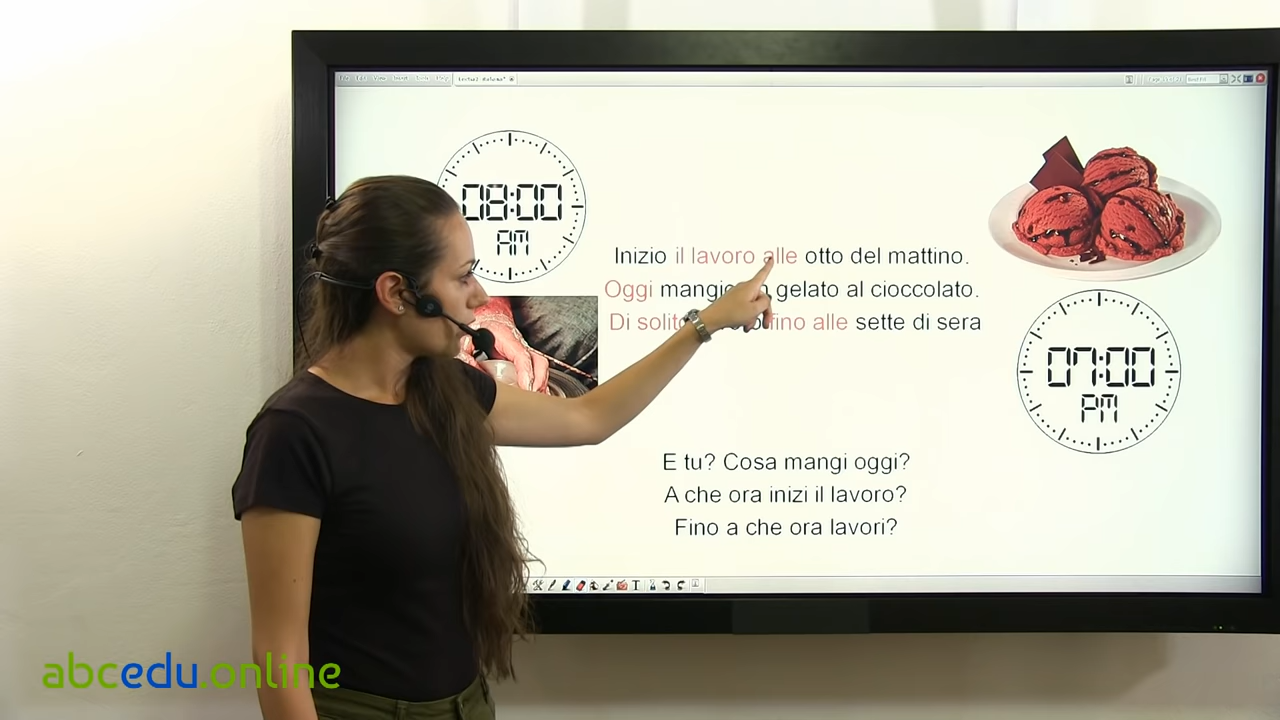 08:00
AM
Inizio il lavoro alle otto del mattino.
Oggi mangio gelato al cioccolato.
Di solito fino alle sette di sera
07:00
PM
E tu? Cosa mangi oggi?
A che ora inizi il lavoro?
Fino a che ora lavori?
abcedu.online